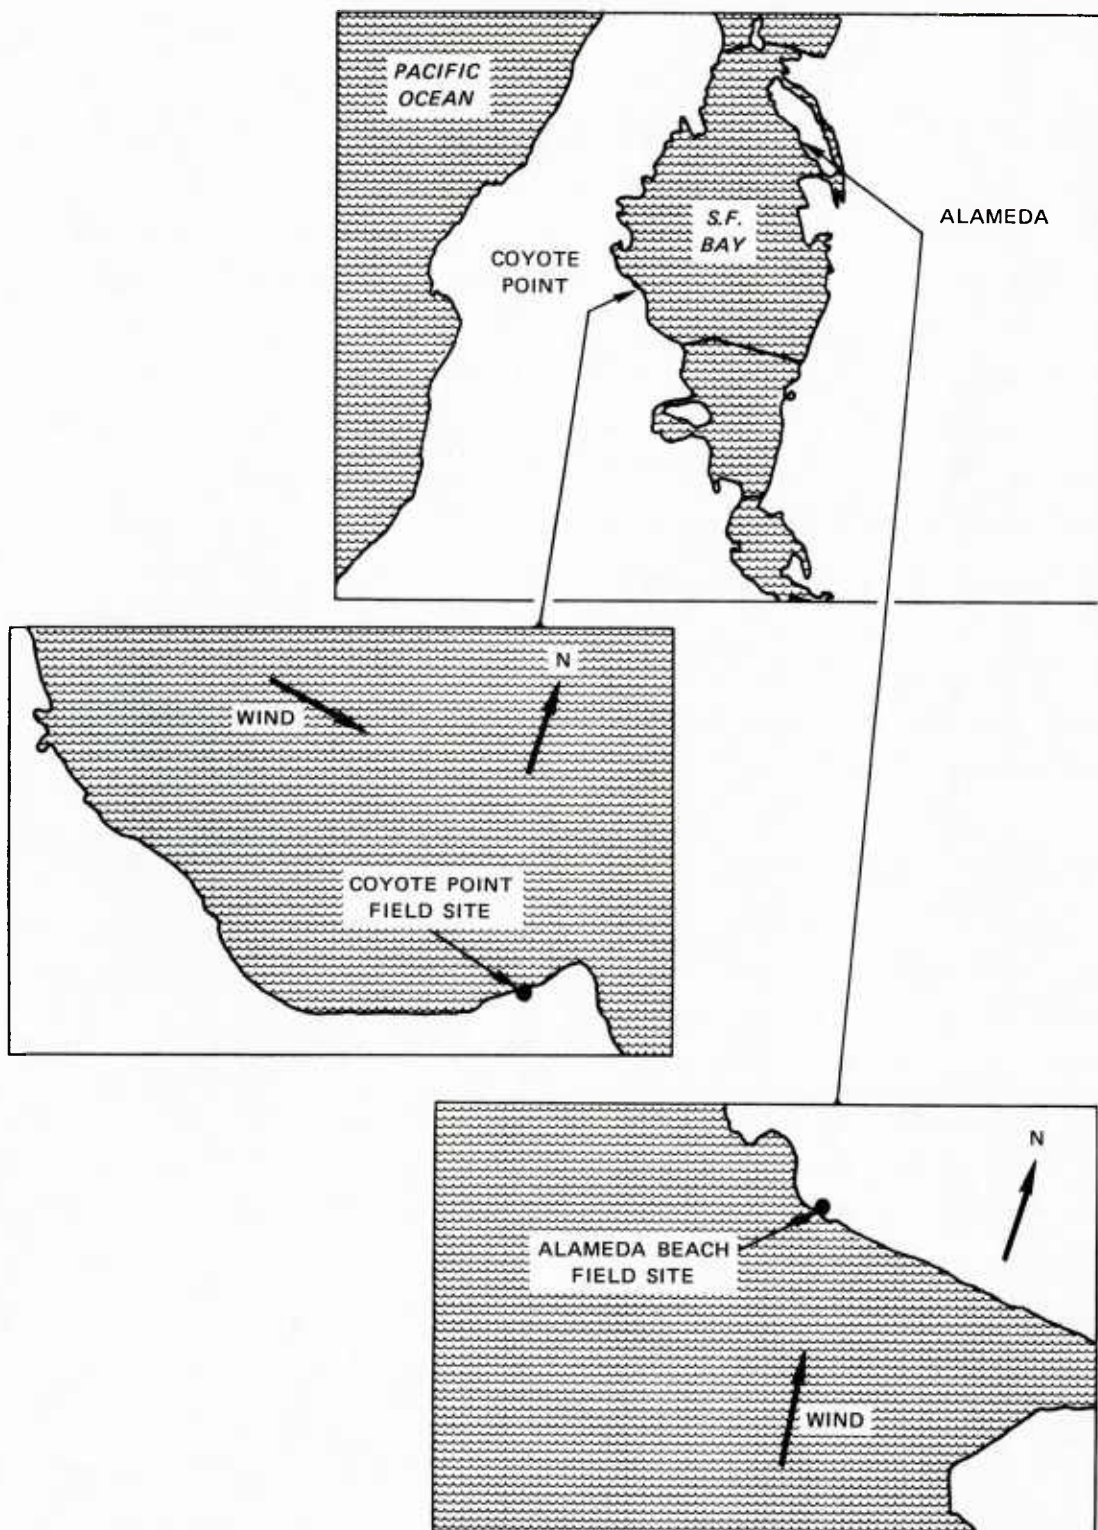 PACIFIC
OCEAN
S.F.
BAY
ALAMEDA
COYOTE
POINT
N
WIND
COYOTE POINT
FIELD SITE
N
ALAMEDA BEACH
FIELD SITE
WIND